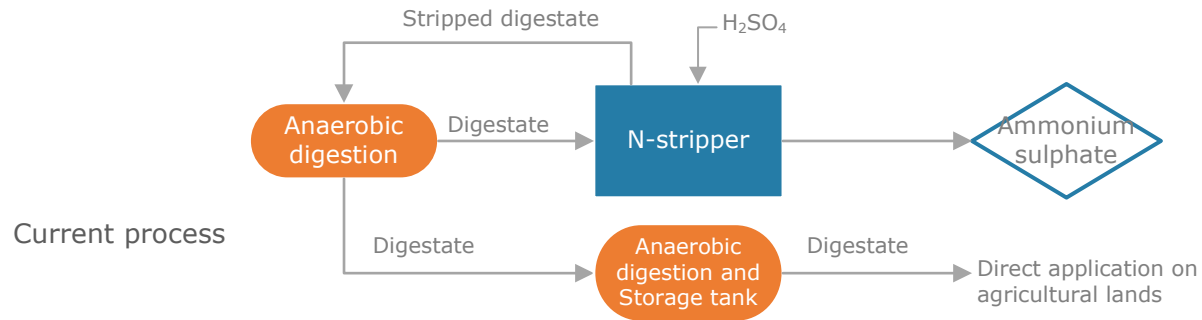 Stripped digestate
H₂SO₄
Anaerobic
digestion
Digestate
N-stripper
Ammonium
sulphate
Current process
Digestate
Anaerobic
digestion and
Storage tank
Digestate
Direct application on
agricultural lands